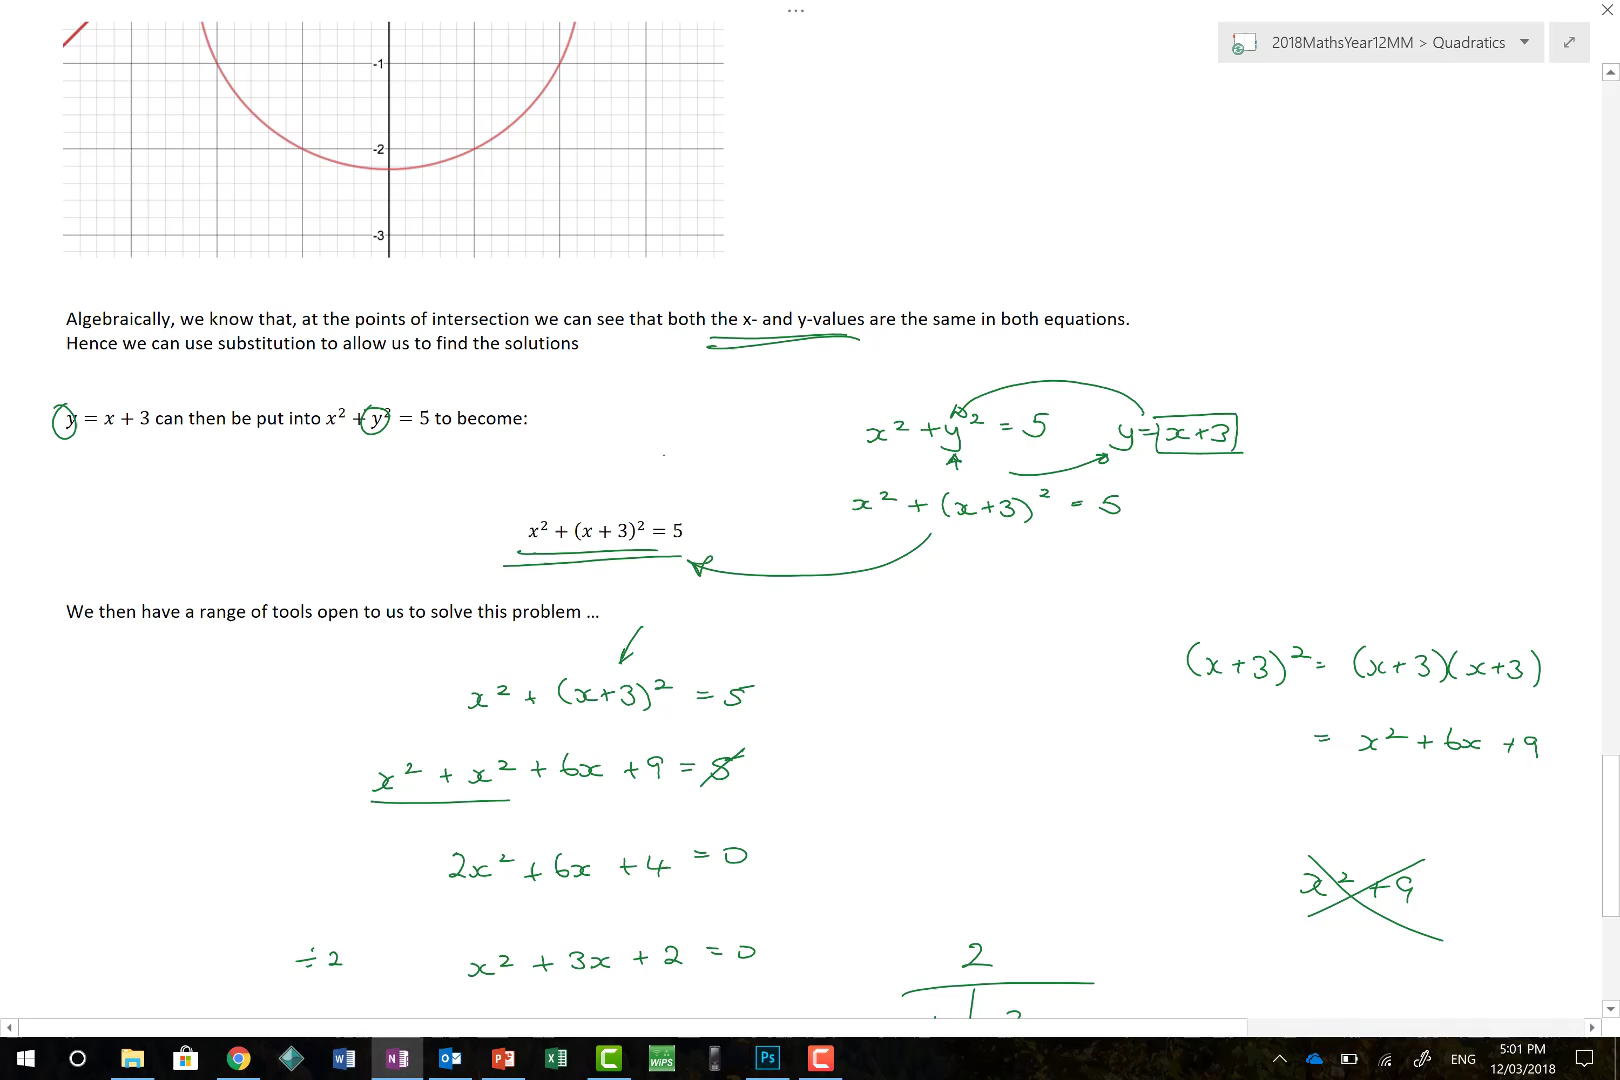 2018MathsYear12MM > Quadratics
-1
-2
-3
Algebraically, we know that, at the points of intersection we can see that both the x- and y-values are the same in both equations.
Hence we can use substitution to allow us to find the solutions
y = x + 3 can then be put into x² + y² = 5 to become:
x² + y² = 5 y = x+3
x² + (x+3)² = 5
x² + (x + 3)² = 5
We then have a range of tools open to us to solve this problem ...
(x+3)² = (x+3)(x+3)
x² + (x+3)² = 5
= x² + 6x + 9
x² + x² + 6x + 9 = 5
2x² + 6x + 4 = 0
x² + 9
÷2 x² + 3x + 2 = 0
2
WiPS
ENG
5:01 PM
12/03/2018